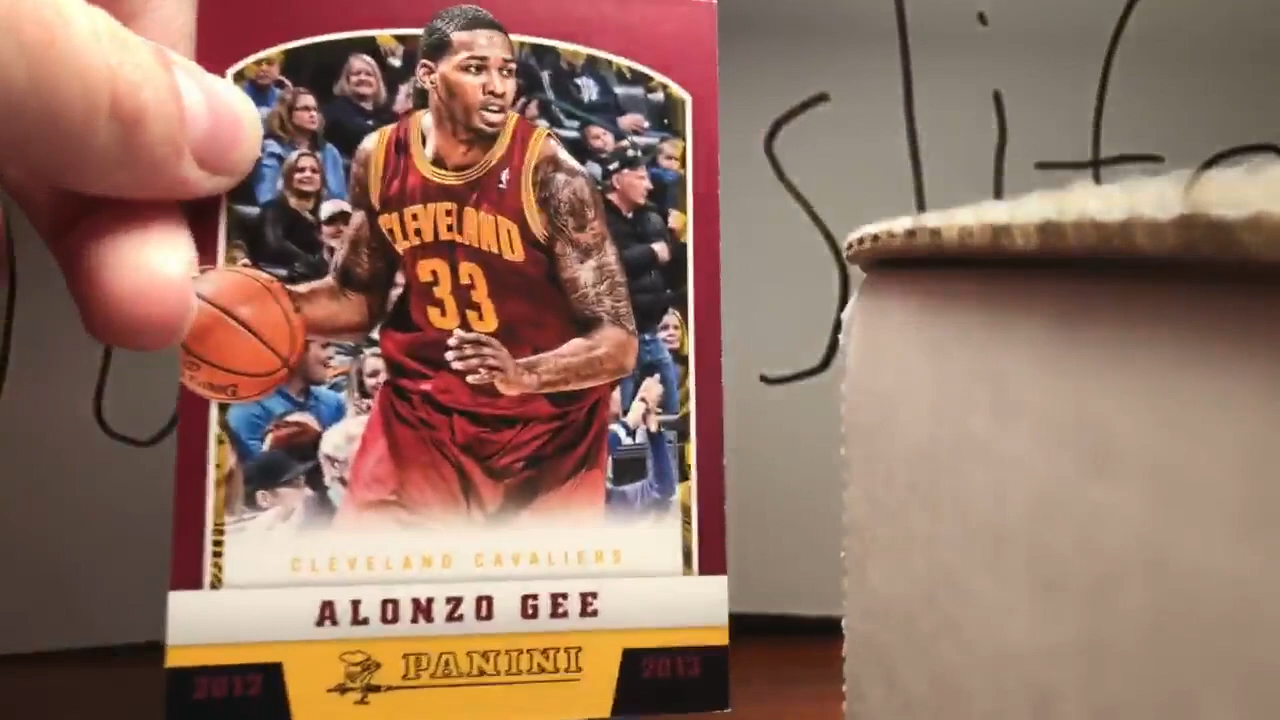 CLEVELAND
33
CLEVELAND CAVALIERS
ALONZO GEE
PANINI
2012 2013